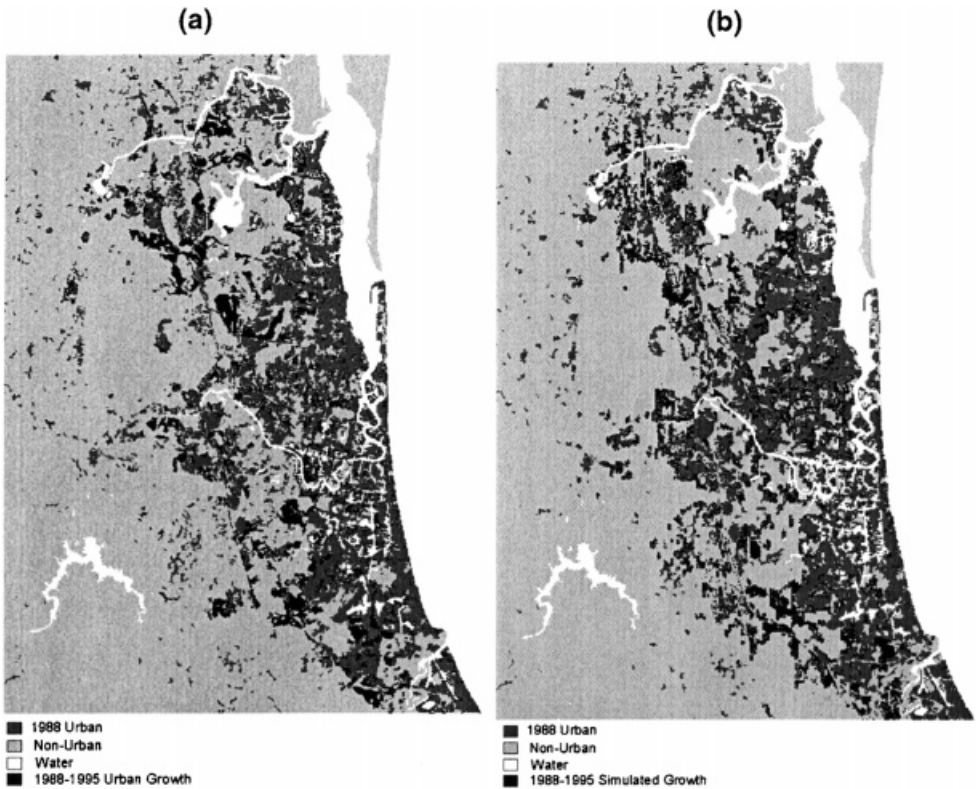 (a)
(b)
1988 Urban
Non-Urban
Water
1988-1995 Urban Growth
1988 Urban
Non-Urban
Water
1988-1995 Simulated Growth